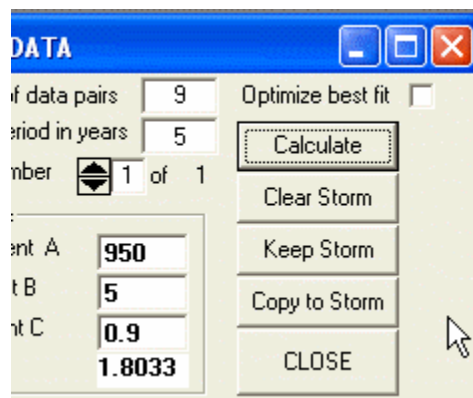 DATA
of data pairs 9 Optimize best fit
eriod in years 5 Calculate
mber 1 of 1
Clear Storm
ent A 950 Keep Storm
t B 5 Copy to Storm
nt C 0.9
1.8033 CLOSE